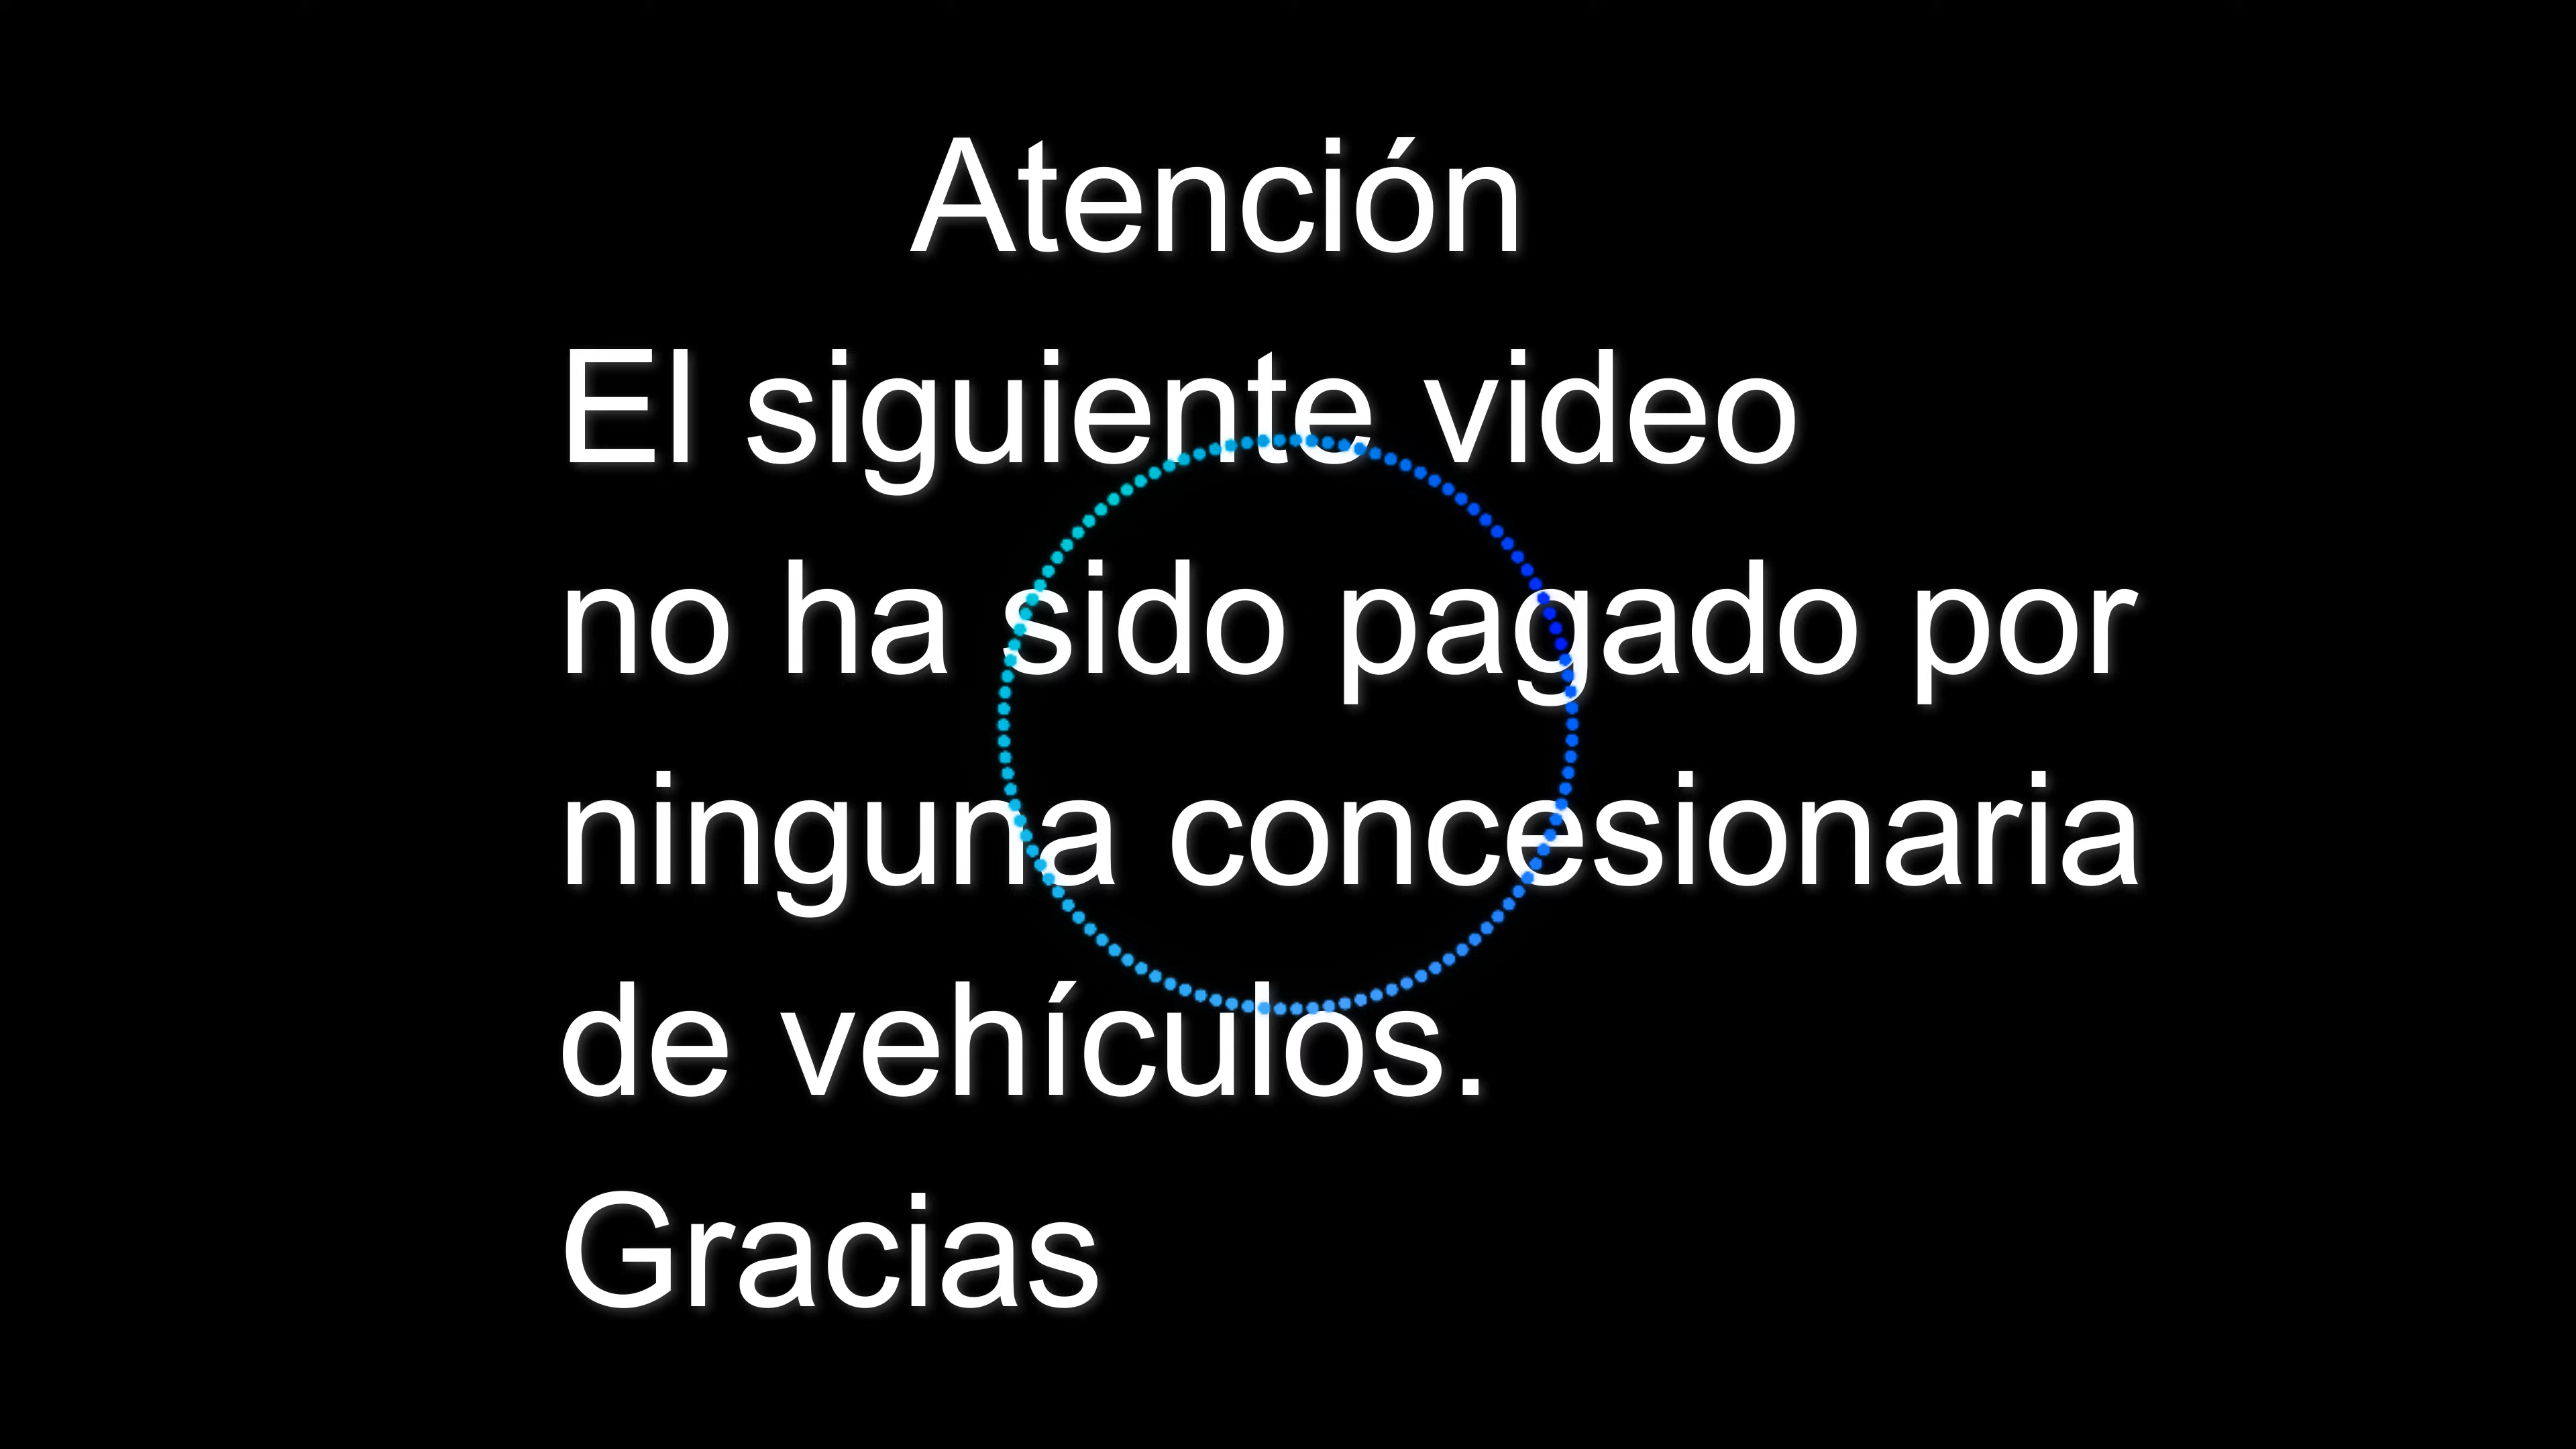 Atención
El siguiente video
no ha sido pagado por
ninguna concesionaria
de vehículos.
Gracias